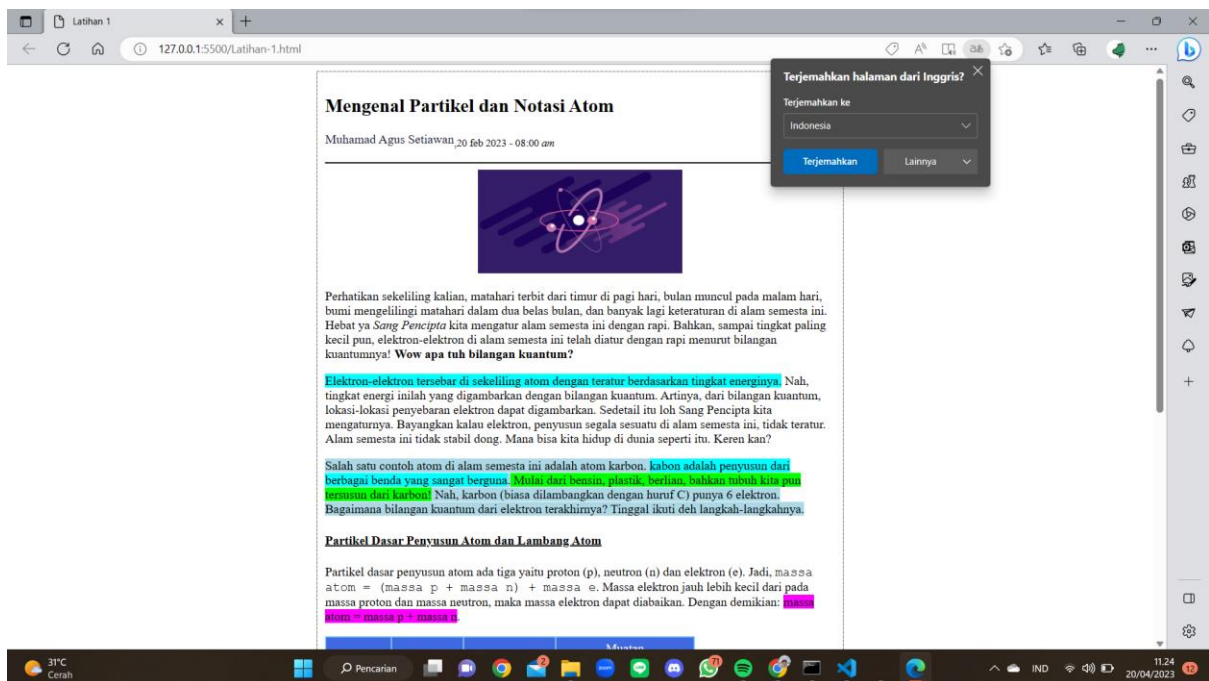 Latihan 1
127.0.0.1:5500/Latihan-1.html
Terjemahkan halaman dari Inggris?
Terjemahkan ke
Indonesia
Terjemahkan
Lainnya
Mengenal Partikel dan Notasi Atom
Muhamad Agus Setiawan,20 feb 2023 - 08:00 am
Perhatikan sekeliling kalian, matahari terbit dari timur di pagi hari, bulan muncul pada malam hari,
bumi mengelilingi matahari dalam dua belas bulan, dan banyak lagi keteraturan di alam semesta ini.
Hebat ya Sang Pencipta kita mengatur alam semesta ini dengan rapi. Bahkan, sampai tingkat paling
kecil pun, elektron-elektron di alam semesta ini telah diatur dengan rapi menurut bilangan
kuantumnya! Wow apa tuh bilangan kuantum?
Elektron-elektron tersebar di sekeliling atom dengan teratur berdasarkan tingkat energinya. Nah,
tingkat energi inilah yang digambarkan dengan bilangan kuantum. Artinya, dari bilangan kuantum,
lokasi-lokasi penyebaran elektron dapat digambarkan. Sedetail itu loh Sang Pencipta kita
mengaturnya. Bayangkan kalau elektron, penyusun segala sesuatu di alam semesta ini, tidak teratur.
Alam semesta ini tidak stabil dong. Mana bisa kita hidup di dunia seperti itu. Keren kan?
Salah satu contoh atom di alam semesta ini adalah atom karbon. kabon adalah penyusun dari
berbagai benda yang sangat berguna. Mulai dari bensin, plastik, berlian, bahkan tubuh kita pun
tersusun dari karbon! Nah, karbon (biasa dilambangkan dengan huruf C) punya 6 elektron.
Bagaimana bilangan kuantum dari elektron terakhirnya? Tinggal ikuti deh langkah-langkahnya.
Partikel Dasar Penyusun Atom dan Lambang Atom
Partikel dasar penyusun atom ada tiga yaitu proton (p), neutron (n) dan elektron (e). Jadi, massa
atom = (massa p + massa n) + massa e. Massa elektron jauh lebih kecil dari pada
massa proton dan massa neutron, maka massa elektron dapat diabaikan. Dengan demikian: massa
atom = massa p + massa n.
Muatan
31°C
Cerah
Pencarian
IND
11.24
20/04/2023